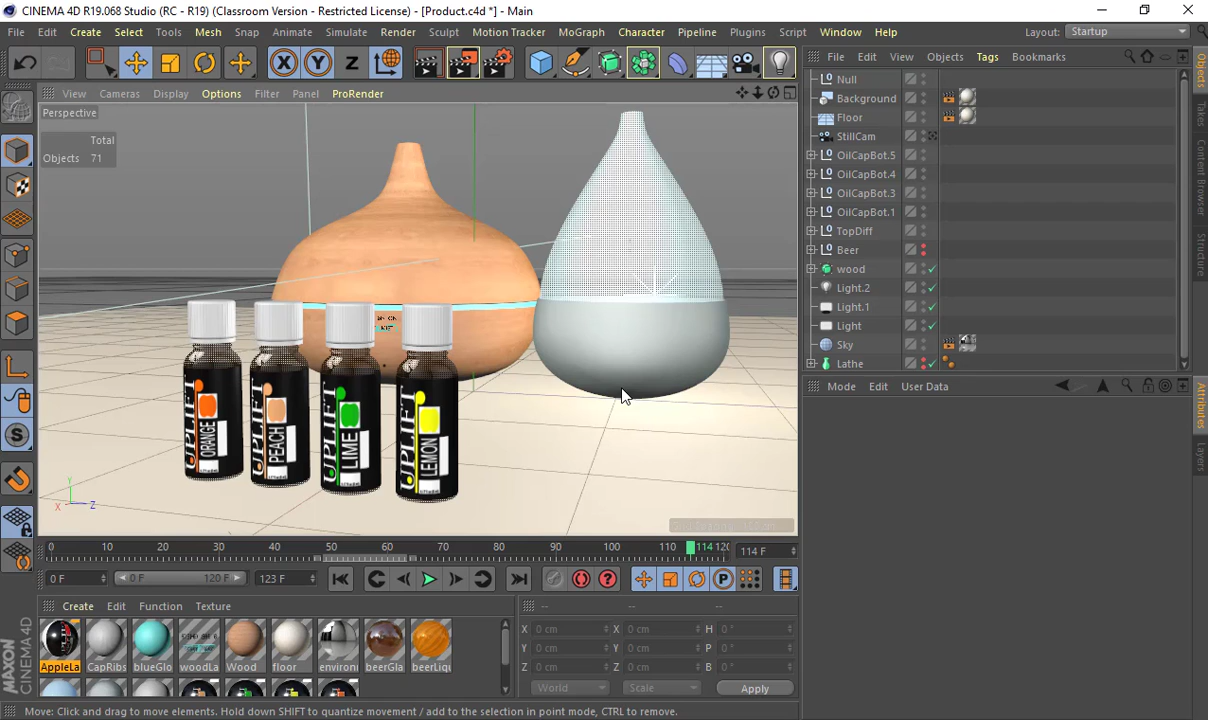 CINEMA 4D R19.068 Studio (RC - R19) (Classroom Version - Restricted License) - [Product.c4d *] - Main
File Edit Create Select Tools Mesh Snap Animate Simulate Render Sculpt Motion Tracker MoGraph Character Pipeline Plugins Script Window Help Layout: Startup
X Y Z
File Edit View Objects Tags Bookmarks
View Cameras Display Options Filter Panel ProRender
Perspective
Total
Objects 71
Null
Background
Floor
StillCam
OilCapBot.5
OilCapBot.4
OilCapBot.3
OilCapBot.1
TopDiff
Beer
wood
Light.2
Light.1
Light
Sky
Lathe
Objects
Takes
Content Browser
Structure
Mode Edit User Data
Attributes
Layers
UPLIFT ORANGE
UPLIFT PEACH
UPLIFT LIME
UPLIFT LEMON
Y
X Z
0 10 20 30 40 50 60 70 80 90 100 110 114 120
114 F
0 F 0 F 120 F 123 F
Create Edit Function Texture
AppleLa CapRibs blueGlo woodLa Wood floor environ beerGla beerLiqu
-- -- --
X 0 cm X 0 cm H 0 °
Y 0 cm Y 0 cm P 0 °
Z 0 cm Z 0 cm B 0 °
World Scale Apply
MAXON CINEMA 4D
Move: Click and drag to move elements. Hold down SHIFT to quantize movement / add to the selection in point mode, CTRL to remove.